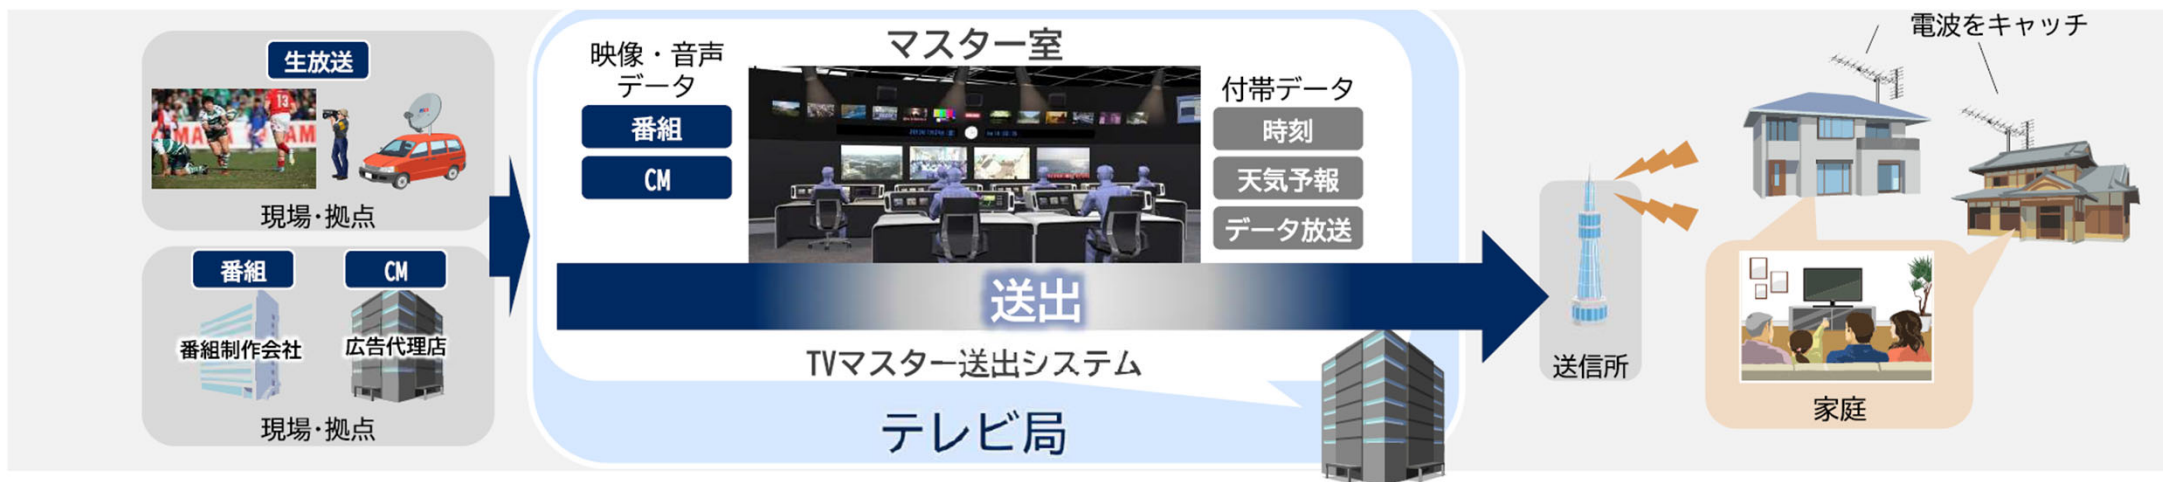 生放送
13
現場・拠点
番組
CM
番組制作会社
広告代理店
現場・拠点
マスター室
映像・音声
データ
番組
CM
付帯データ
時刻
天気予報
データ放送
送出
TVマスター送出システム
テレビ局
送信所
電波をキャッチ
家庭